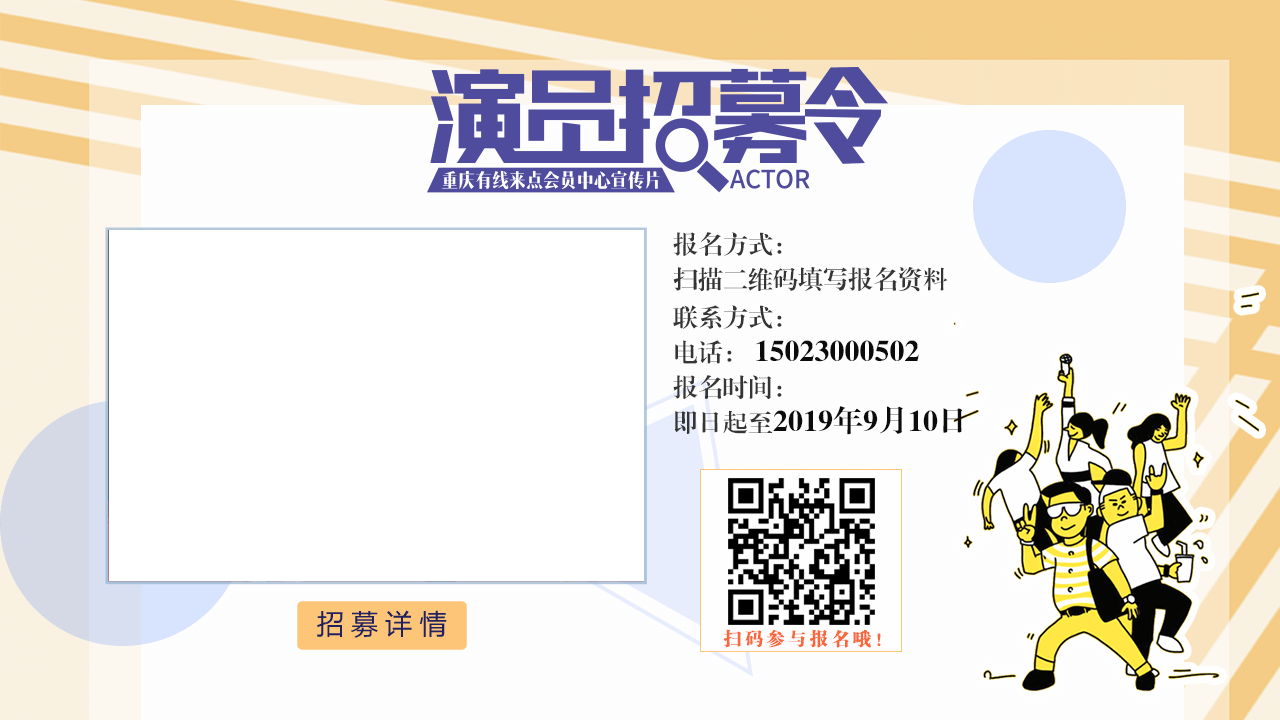 演员招募令
重庆有线来点会员中心宣传片
ACTOR
报名方式：
扫描二维码填写报名资料
联系方式：
电话： 15023000502
报名时间：
即日起至2019年9月10日
扫码参与报名哦！
招募详情